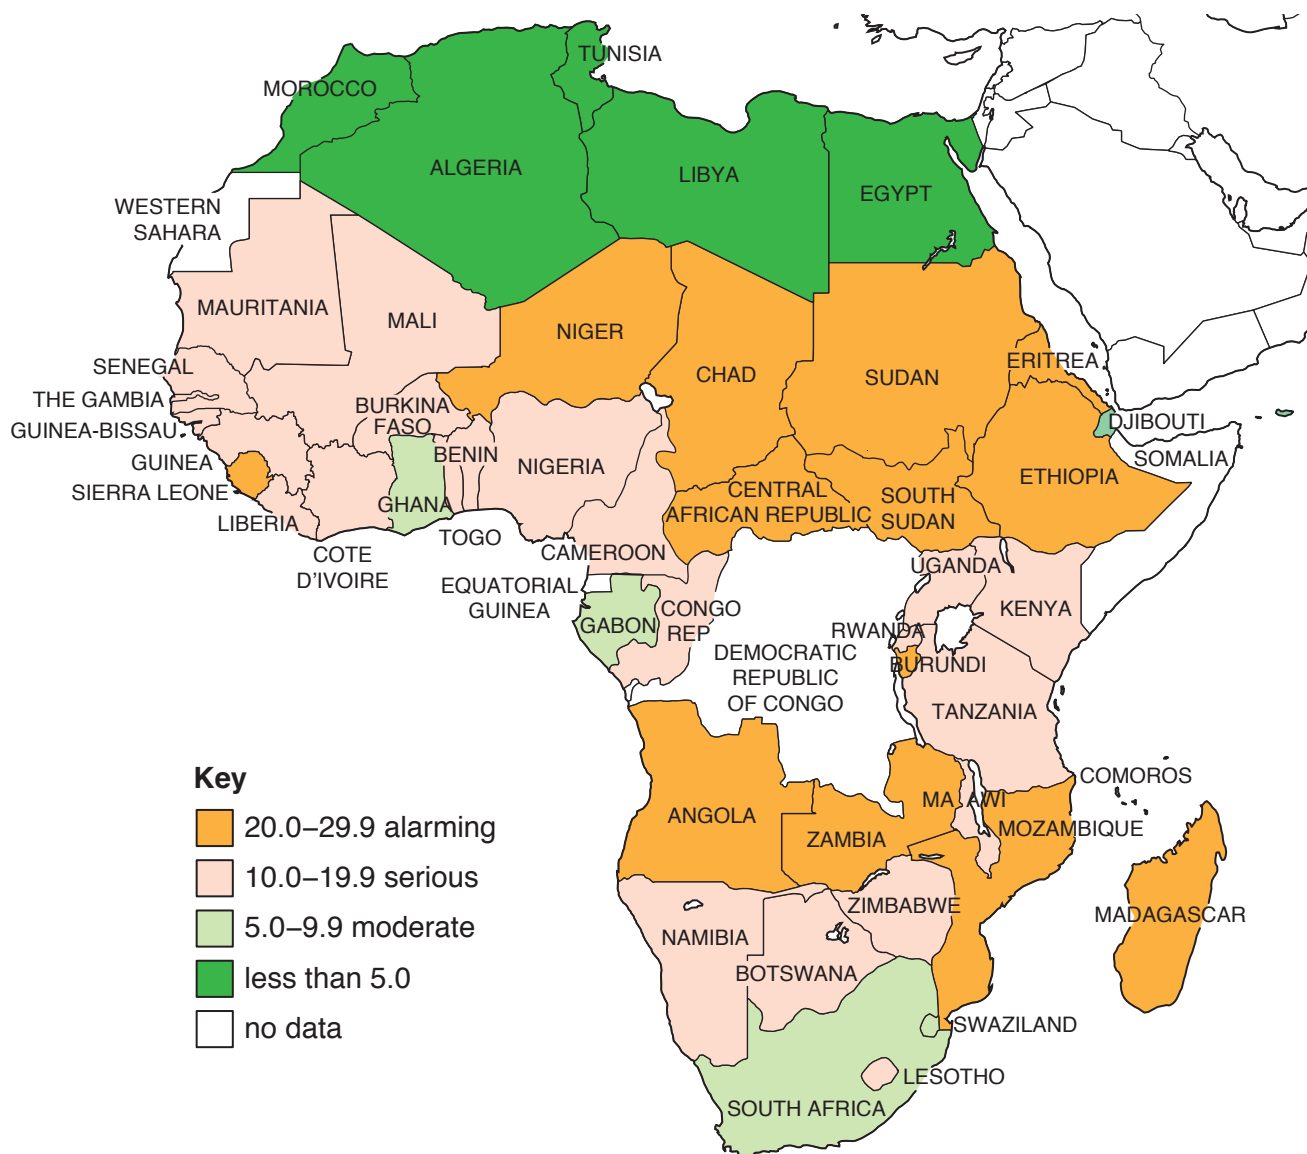 TUNISIA
MOROCCO
ALGERIA
LIBYA
EGYPT
WESTERN
SAHARA
MAURITANIA
MALI
NIGER
CHAD
SUDAN
ERITREA
SENEGAL
THE GAMBIA
GUINEA-BISSAU
GUINEA
SIERRA LEONE
LIBERIA
BURKINA
FASO
BENIN
NIGERIA
GHANA
COTE
D'IVOIRE
TOGO
CAMEROON
CENTRAL
AFRICAN REPUBLIC
SOUTH
SUDAN
ETHIOPIA
DJIBOUTI
SOMALIA
EQUATORIAL
GUINEA
GABON
CONGO
REP
UGANDA
KENYA
RWANDA
BURUNDI
DEMOCRATIC
REPUBLIC
OF CONGO
TANZANIA
COMOROS
ANGOLA
ZAMBIA
MALAWI
MOZAMBIQUE
MADAGASCAR
ZIMBABWE
NAMIBIA
BOTSWANA
SWAZILAND
LESOTHO
SOUTH AFRICA
Key
20.0–29.9 alarming
10.0–19.9 serious
5.0–9.9 moderate
less than 5.0
no data